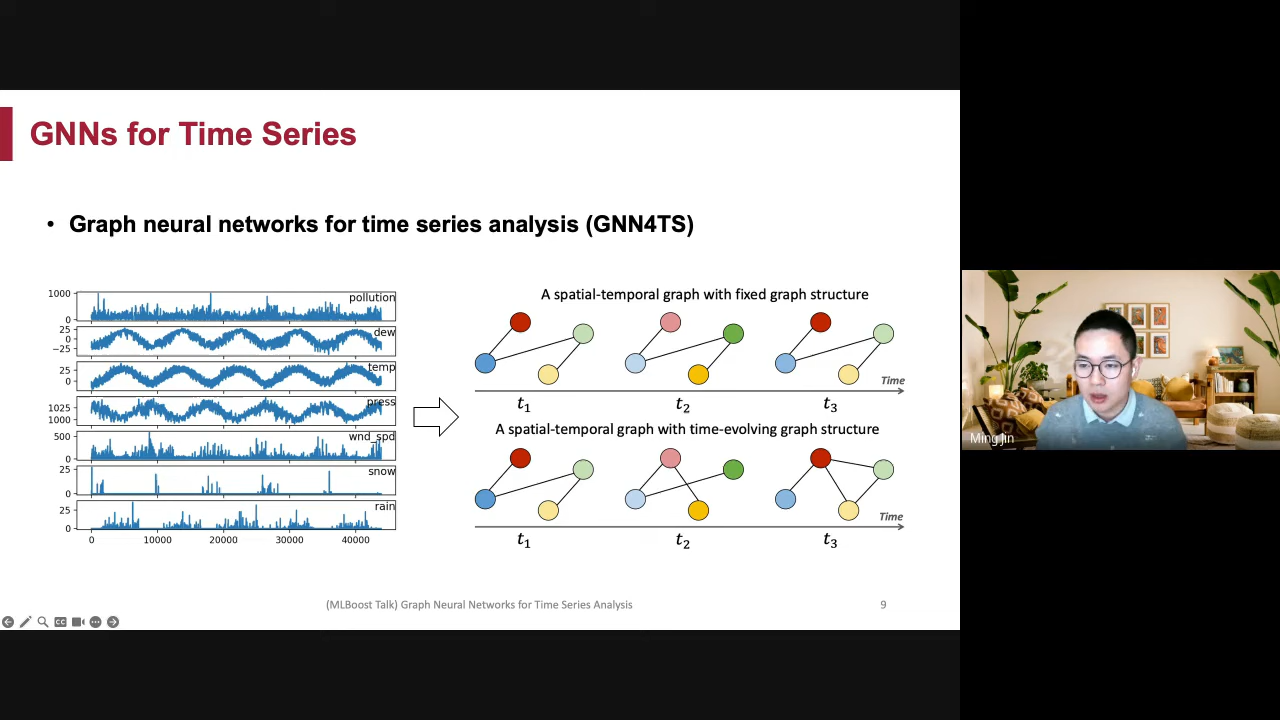 GNNs for Time Series
• Graph neural networks for time series analysis (GNN4TS)
1000
0
pollution
25
0
−25
dew
25
0
temp
1025
1000
press
500
0
wnd_spd
25
0
snow
25
0
rain
0 10000 20000 30000 40000
A spatial-temporal graph with fixed graph structure
Time
t1 t2 t3
A spatial-temporal graph with time-evolving graph structure
Time
t1 t2 t3
(MLBoost Talk) Graph Neural Networks for Time Series Analysis
9
CC
Ming Jin